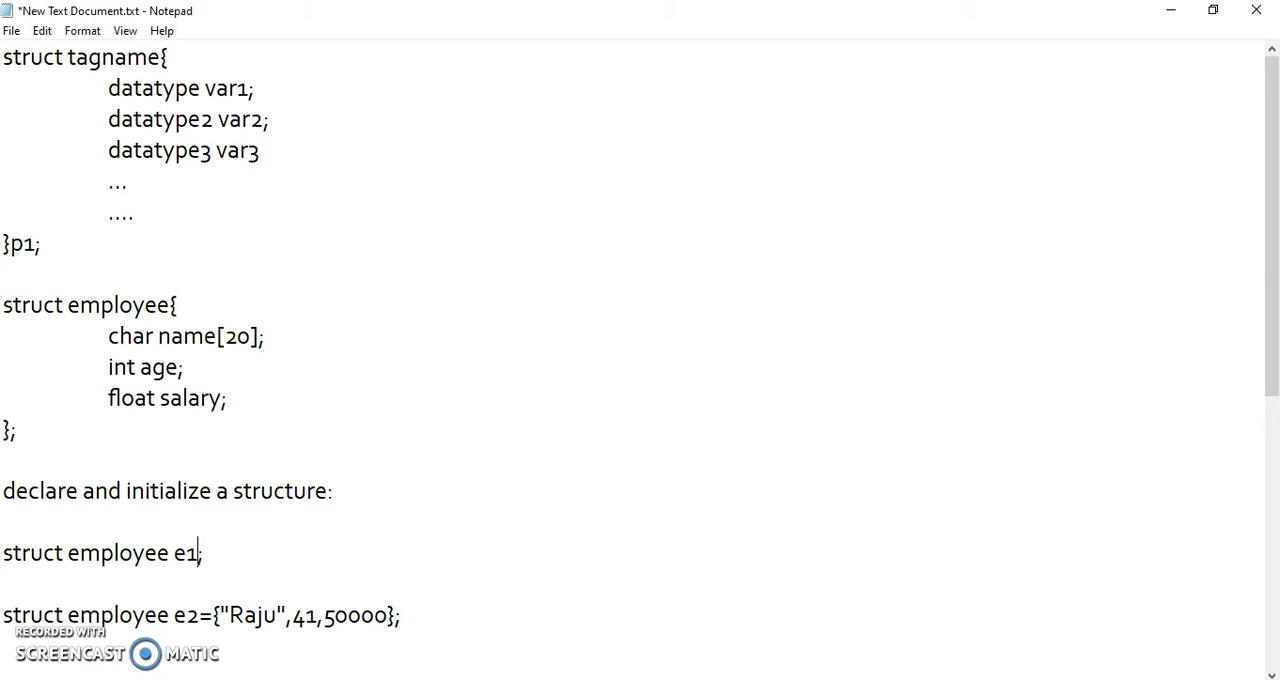 *New Text Document.txt - Notepad
File Edit Format View Help
struct tagname{
datatype var1;
datatype2 var2;
datatype3 var3
...
....
}p1;
struct employee{
char name[20];
int age;
float salary;
};
declare and initialize a structure:
struct employee e1;
struct employee e2={"Raju",41,50000};
RECORDED WITH
SCREENCAST MATIC